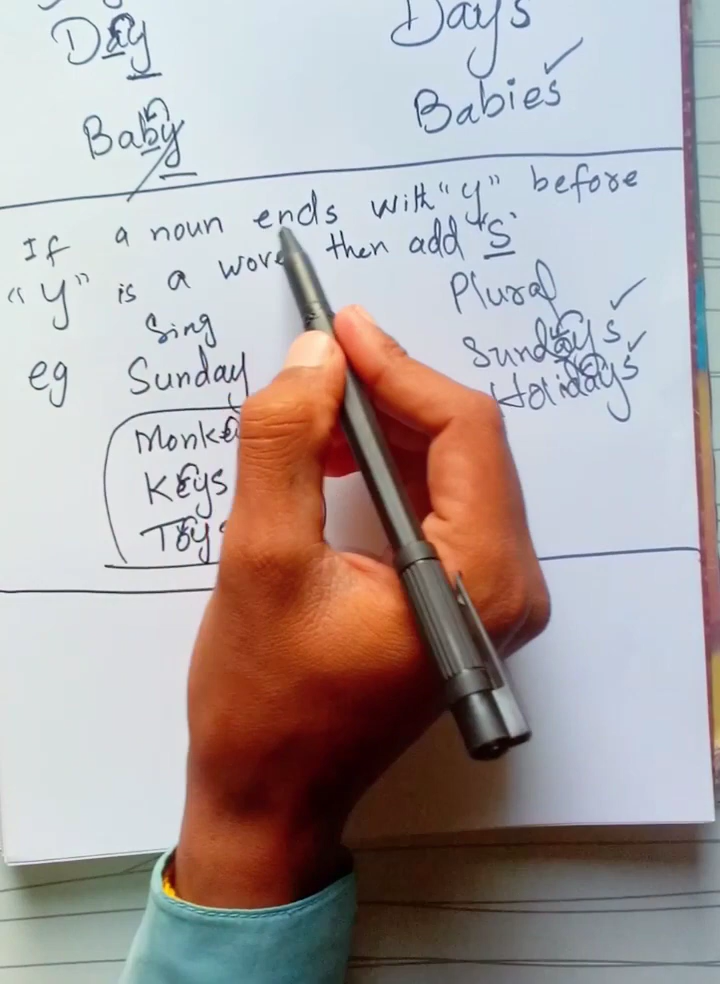 Day Days
Baby Babies
If a noun ends with "y" before
"y" is a then add "S"
Sing Plural
eg Sunday Sundays
Holidays
Keys